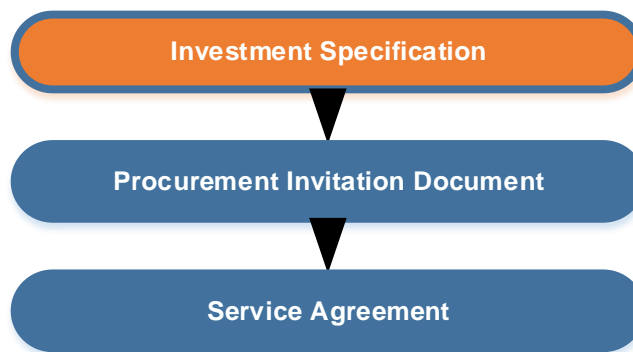 Investment Specification
Procurement Invitation Document
Service Agreement